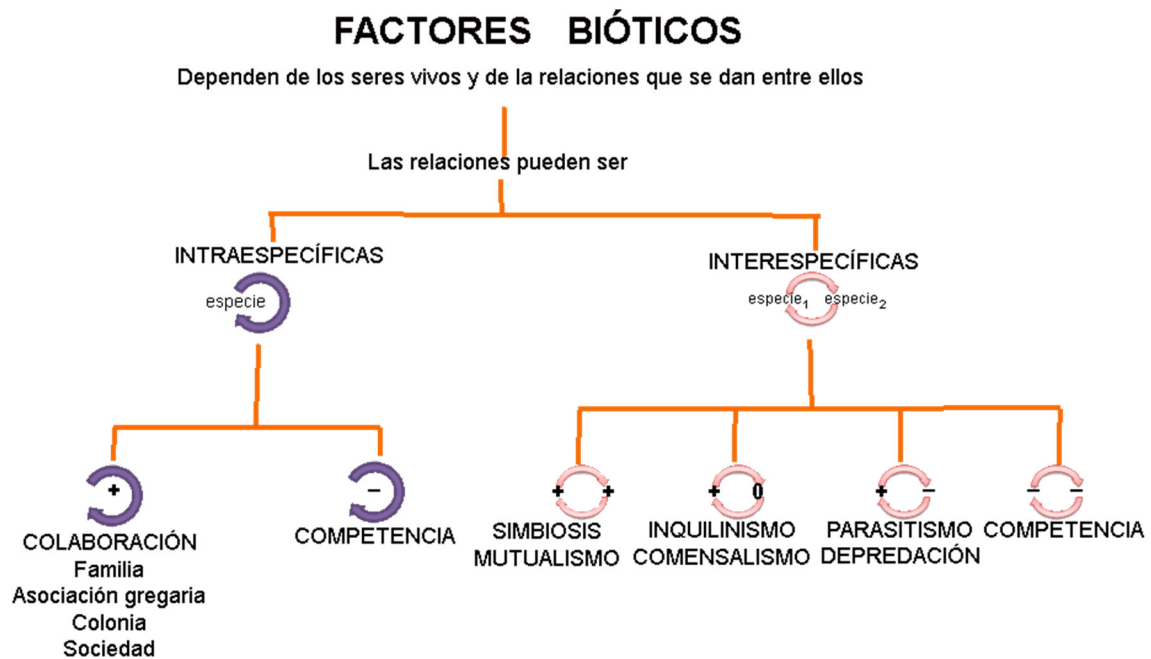 FACTORES BIÓTICOS
Dependen de los seres vivos y de la relaciones que se dan entre ellos
Las relaciones pueden ser
INTRAESPECÍFICAS
especie
INTERESPECÍFICAS
especie₁ especie₂
+
COLABORACIÓN
Familia
Asociación gregaria
Colonia
Sociedad
–
COMPETENCIA
+ +
SIMBIOSIS
MUTUALISMO
+ 0
INQUILINISMO
COMENSALISMO
+ –
PARASITISMO
DEPREDACIÓN
– –
COMPETENCIA